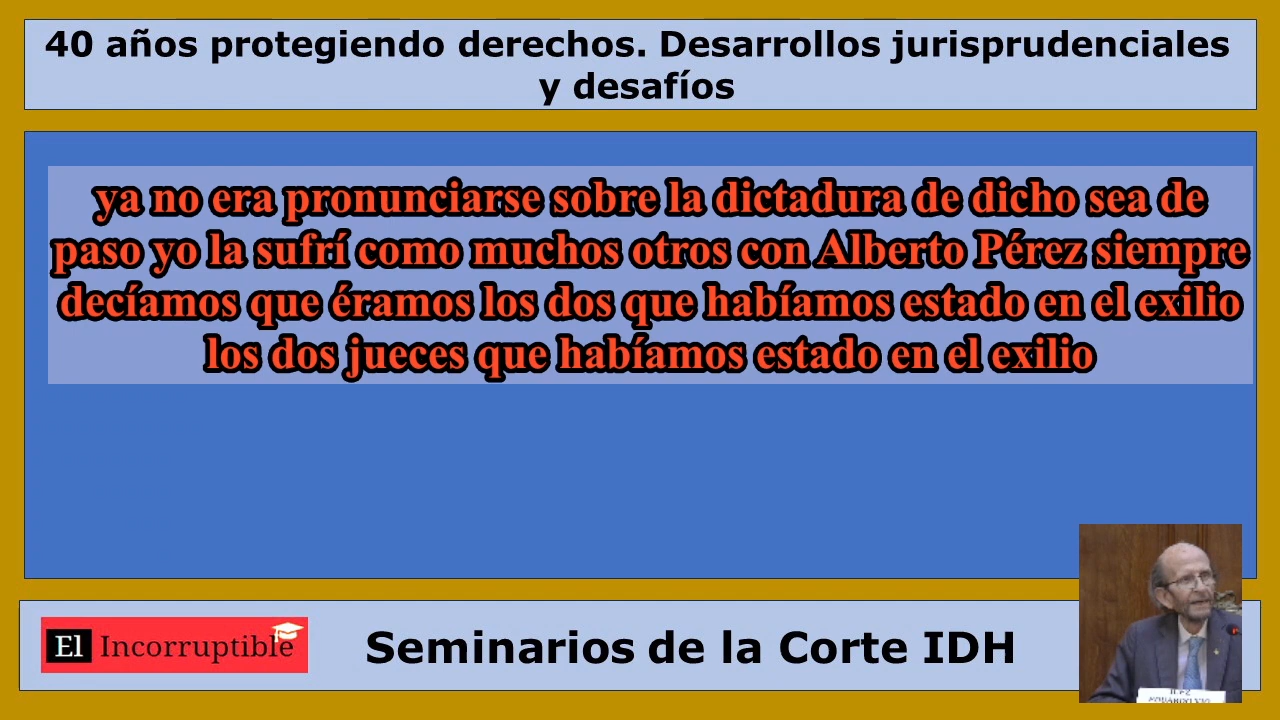 40 años protegiendo derechos. Desarrollos jurisprudenciales
y desafíos
ya no era pronunciarse sobre la dictadura de dicho sea de
paso yo la sufrí como muchos otros con Alberto Pérez siempre
decíamos que éramos los dos que habíamos estado en el exilio
los dos jueces que habíamos estado en el exilio
El Incorruptible
Seminarios de la Corte IDH